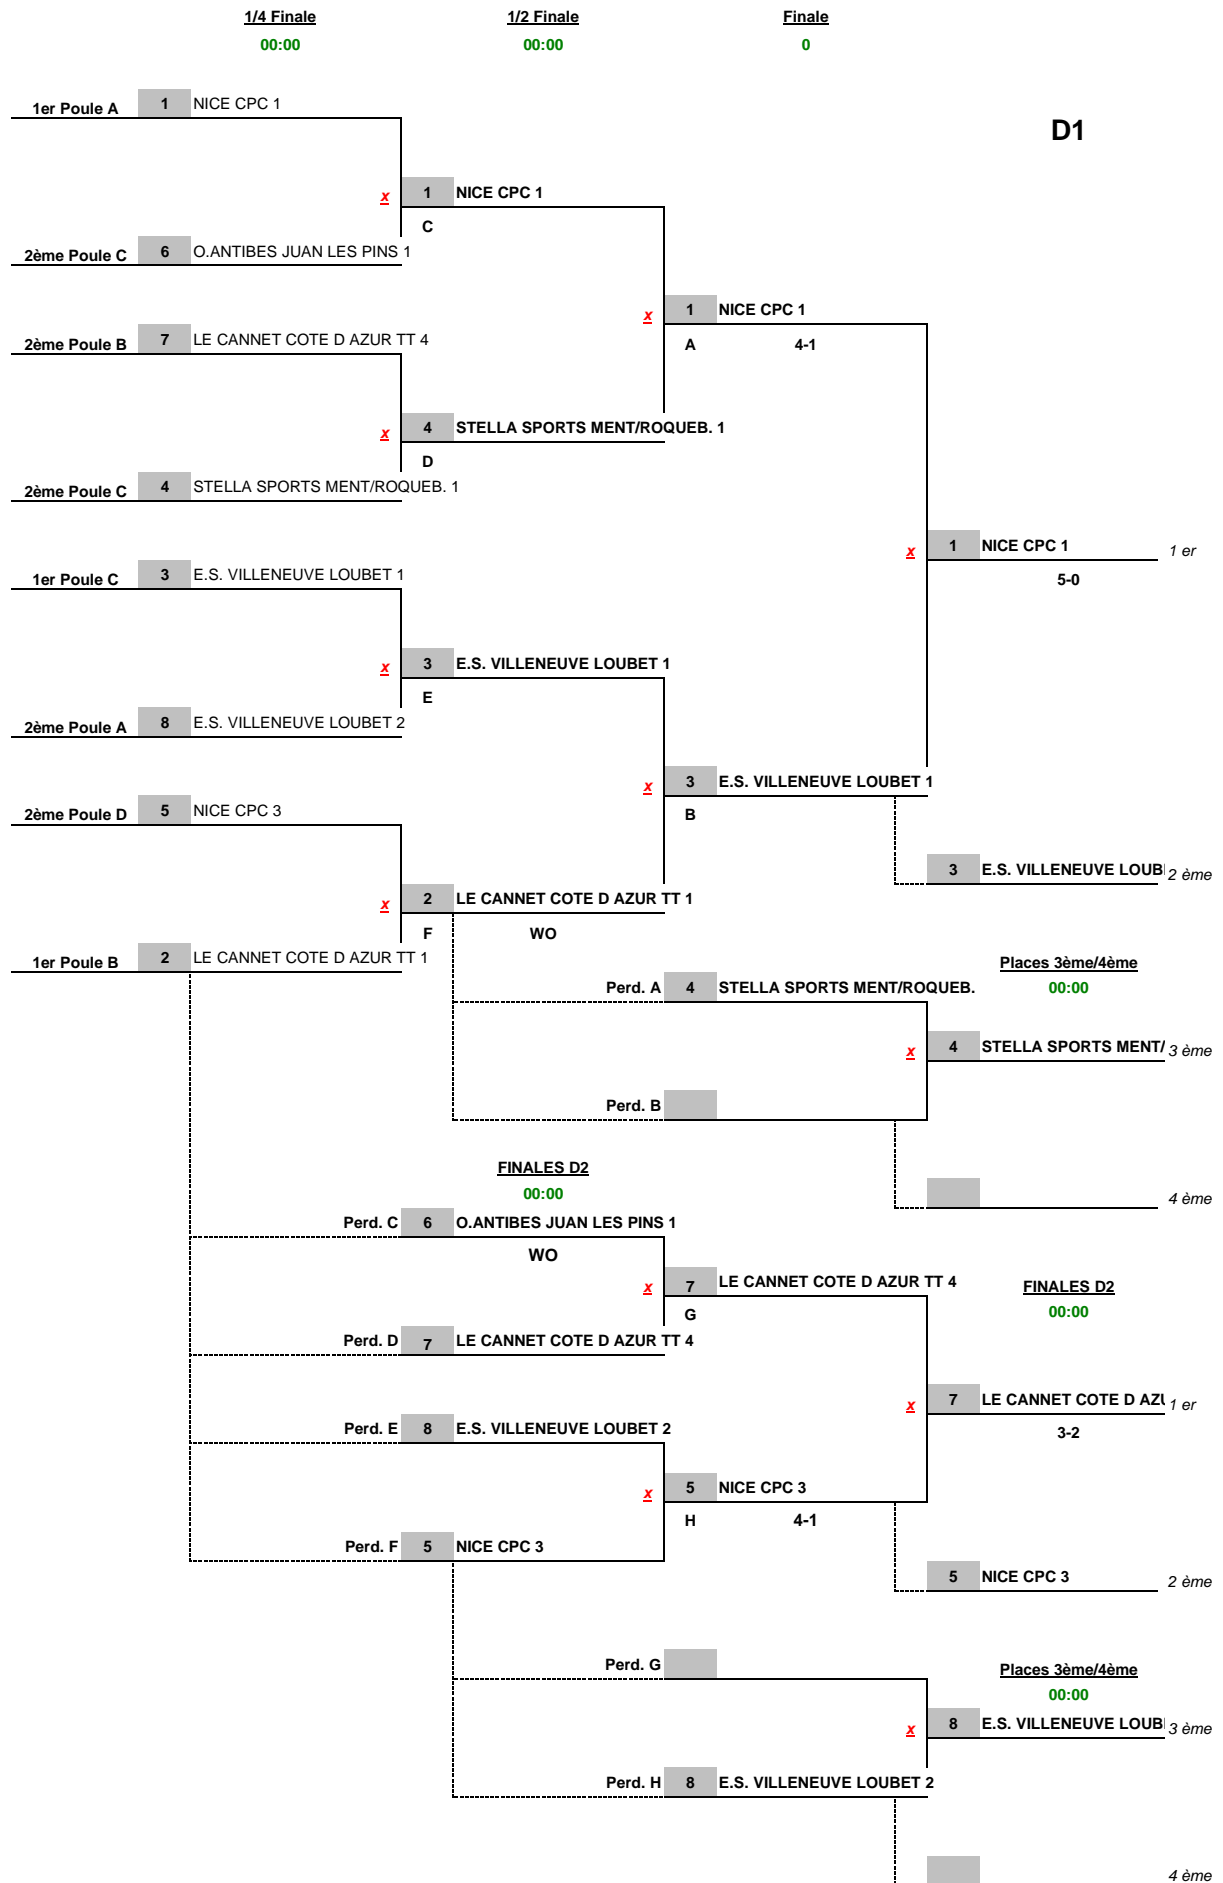 1/4 Finale 1/2 Finale Finale
00:00 00:00 0
1er Poule A 1 NICE CPC 1
D1
x 1 NICE CPC 1
C
2ème Poule C 6 O.ANTIBES JUAN LES PINS 1
x 1 NICE CPC 1
2ème Poule B 7 LE CANNET COTE D AZUR TT 4
A 4-1
x 4 STELLA SPORTS MENT/ROQUEB. 1
D
2ème Poule C 4 STELLA SPORTS MENT/ROQUEB. 1
x 1 NICE CPC 1 1 er
1er Poule C 3 E.S. VILLENEUVE LOUBET 1
5-0
x 3 E.S. VILLENEUVE LOUBET 1
E
2ème Poule A 8 E.S. VILLENEUVE LOUBET 2
x 3 E.S. VILLENEUVE LOUBET 1
2ème Poule D 5 NICE CPC 3
B
3 E.S. VILLENEUVE LOUB 2 ème
x 2 LE CANNET COTE D AZUR TT 1
F WO
1er Poule B 2 LE CANNET COTE D AZUR TT 1
Places 3ème/4ème
Perd. A 4 STELLA SPORTS MENT/ROQUEB.
00:00
x 4 STELLA SPORTS MENT/ 3 ème
Perd. B
FINALES D2
00:00
4 ème
Perd. C 6 O.ANTIBES JUAN LES PINS 1
WO
x 7 LE CANNET COTE D AZUR TT 4
FINALES D2
G 00:00
Perd. D 7 LE CANNET COTE D AZUR TT 4
x 7 LE CANNET COTE D AZU 1 er
Perd. E 8 E.S. VILLENEUVE LOUBET 2
3-2
x 5 NICE CPC 3
H 4-1
Perd. F 5 NICE CPC 3
5 NICE CPC 3 2 ème
Perd. G
Places 3ème/4ème
00:00
x 8 E.S. VILLENEUVE LOUB 3 ème
Perd. H 8 E.S. VILLENEUVE LOUBET 2
4 ème